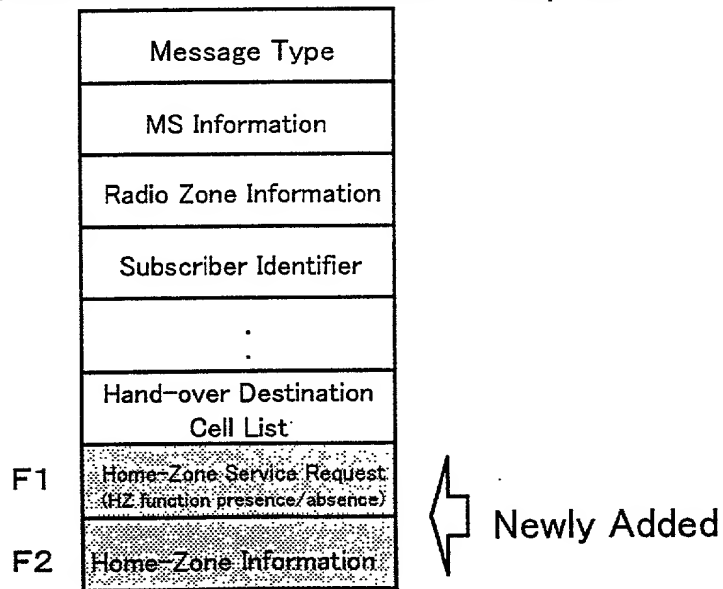 Message Type
MS Information
Radio Zone Information
Subscriber Identifier
.
.
Hand-over Destination
Cell List
F1 Home-Zone Service Request
(HZ function presence/absence)
Newly Added
F2 Home-Zone Information